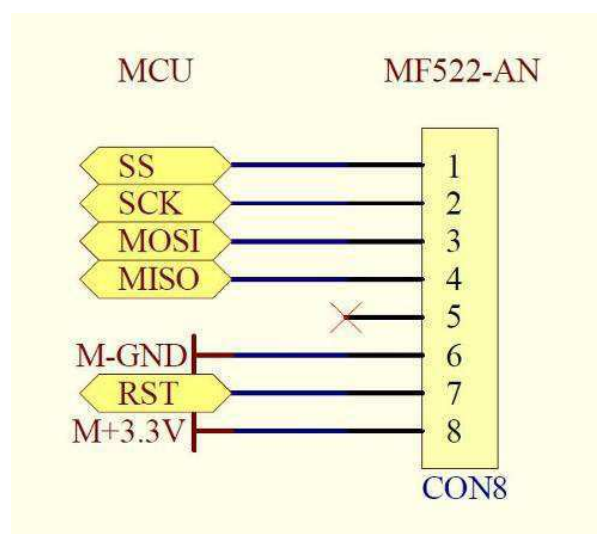 MCU MF522-AN
SS 1
SCK 2
MOSI 3
MISO 4
5
M-GND 6
RST 7
M+3.3V 8
CON8